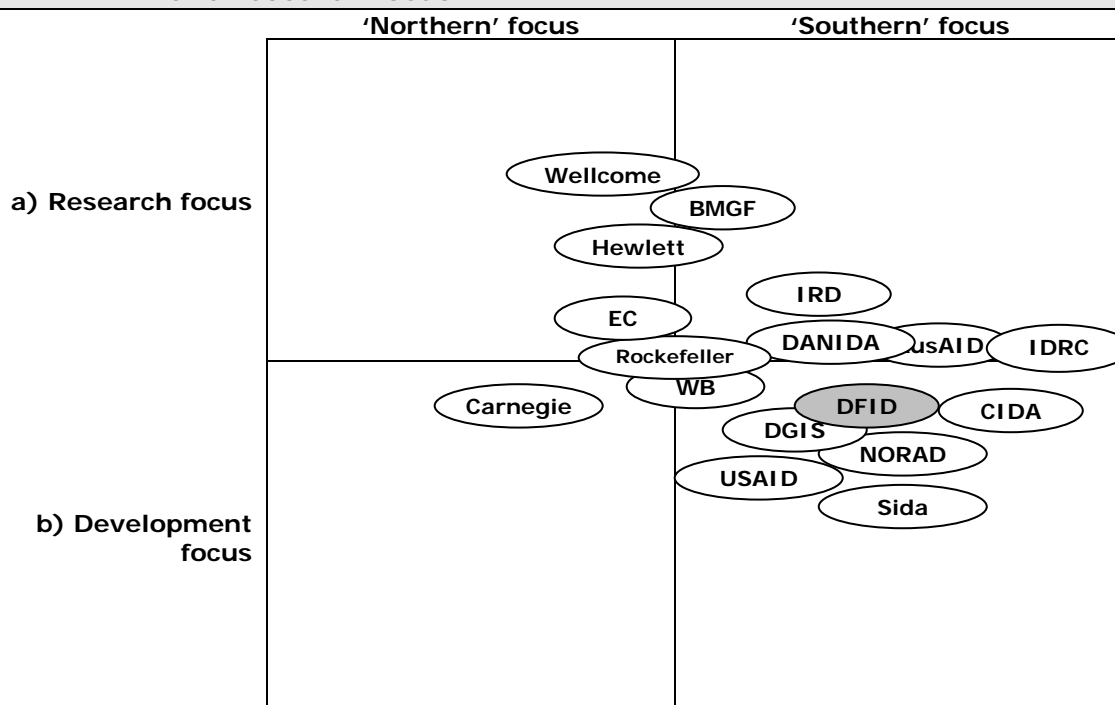 ‘Northern’ focus ‘Southern’ focus
Wellcome
a) Research focus
BMGF
Hewlett
IRD
EC
DANIDA
usAID
IDRC
Rockefeller
WB
Carnegie
DFID
CIDA
DGIS
NORAD
USAID
Sida
b) Development
focus